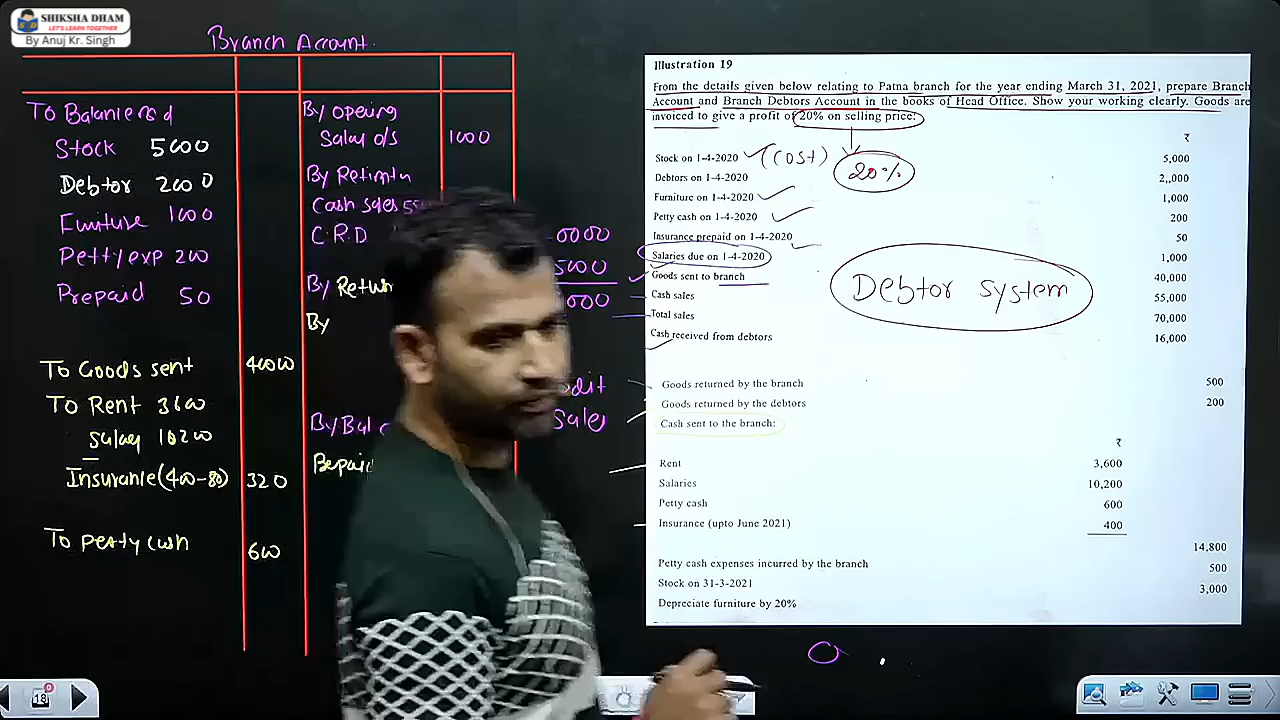 SHIKSHA DHAM
LET'S LEARN TOGETHER
By Anuj Kr. Singh
Branch Account
To Balance b d
Stock 5000
Debtor 2000
Furniture 1000
Petty exp 200
Prepaid 50
To Goods sent 40000
To Rent 3600
Salary 10200
Insurance (400-80) 320
To Petty cash 600
By opeing
Salay o/s 1000
By
Cash sales
C.R.D
By Return
By
By Bal
Illustration 19
From the details given below relating to Patna branch for the year ending March 31, 2021, prepare Branch
Account and Branch Debtors Account in the books of Head Office. Show your working clearly. Goods are
invoiced to give a profit of 20% on selling price:
₹
Stock on 1-4-2020 (cost) 20% 5,000
Debtors on 1-4-2020 2,,000
Furniture on 1-4-2020 1,000
Petty cash on 1-4-2020 200
Insurance prepaid on 1-4-2020 50
Salaries due on 1-4-2020 1,000
Goods sent to branch 40,000
Cash sales 55,000
Total sales 70,000
Cash received from debtors 16,000
Debtor system
Goods returned by the branch 500
Goods returned by the debtors 200
Cash sent to the branch:
₹
Rent 3,600
Salaries 10,200
Petty cash 600
Insurance (upto June 2021) 400
14,800
Petty cash expenses incurred by the branch 500
Stock on 31-3-2021 3,000
Depreciate furniture by 20%
18